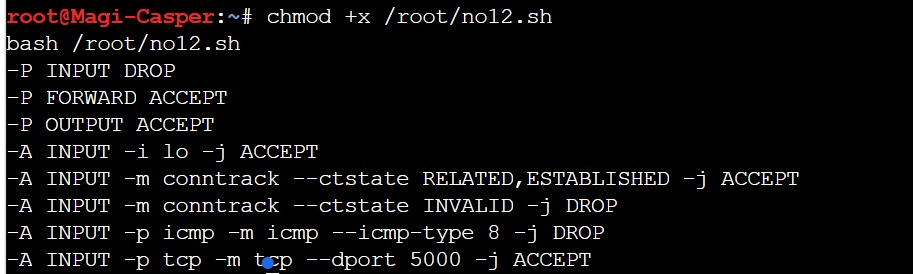 root@Magi-Casper:~# chmod +x /root/no12.sh
bash /root/no12.sh
-P INPUT DROP
-P FORWARD ACCEPT
-P OUTPUT ACCEPT
-A INPUT -i lo -j ACCEPT
-A INPUT -m conntrack --ctstate RELATED,ESTABLISHED -j ACCEPT
-A INPUT -m conntrack --ctstate INVALID -j DROP
-A INPUT -p icmp -m icmp --icmp-type 8 -j DROP
-A INPUT -p tcp -m tcp --dport 5000 -j ACCEPT